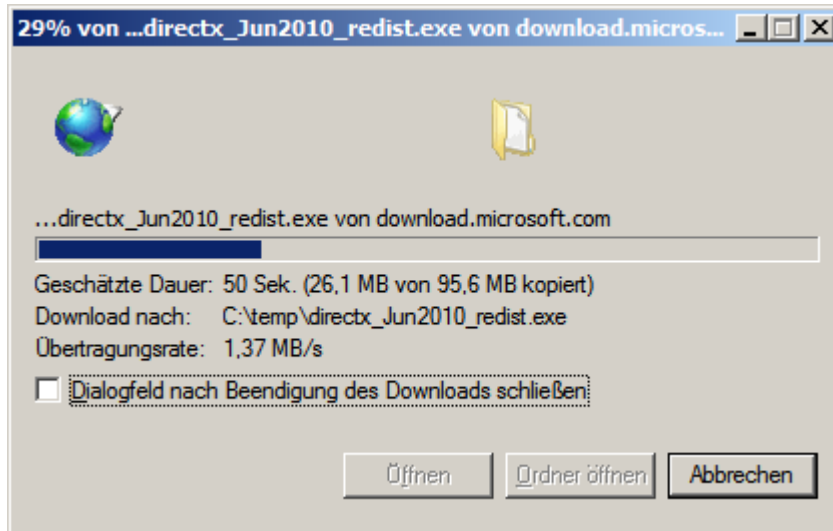 29% von ...directx_Jun2010_redist.exe von download.micros...
...directx_Jun2010_redist.exe von download.microsoft.com
Geschätzte Dauer: 50 Sek. (26,1 MB von 95,6 MB kopiert)
Download nach: C:\temp\directx_Jun2010_redist.exe
Übertragungsrate: 1,37 MB/s
Dialogfeld nach Beendigung des Downloads schließen
Öffnen Ordner öffnen Abbrechen